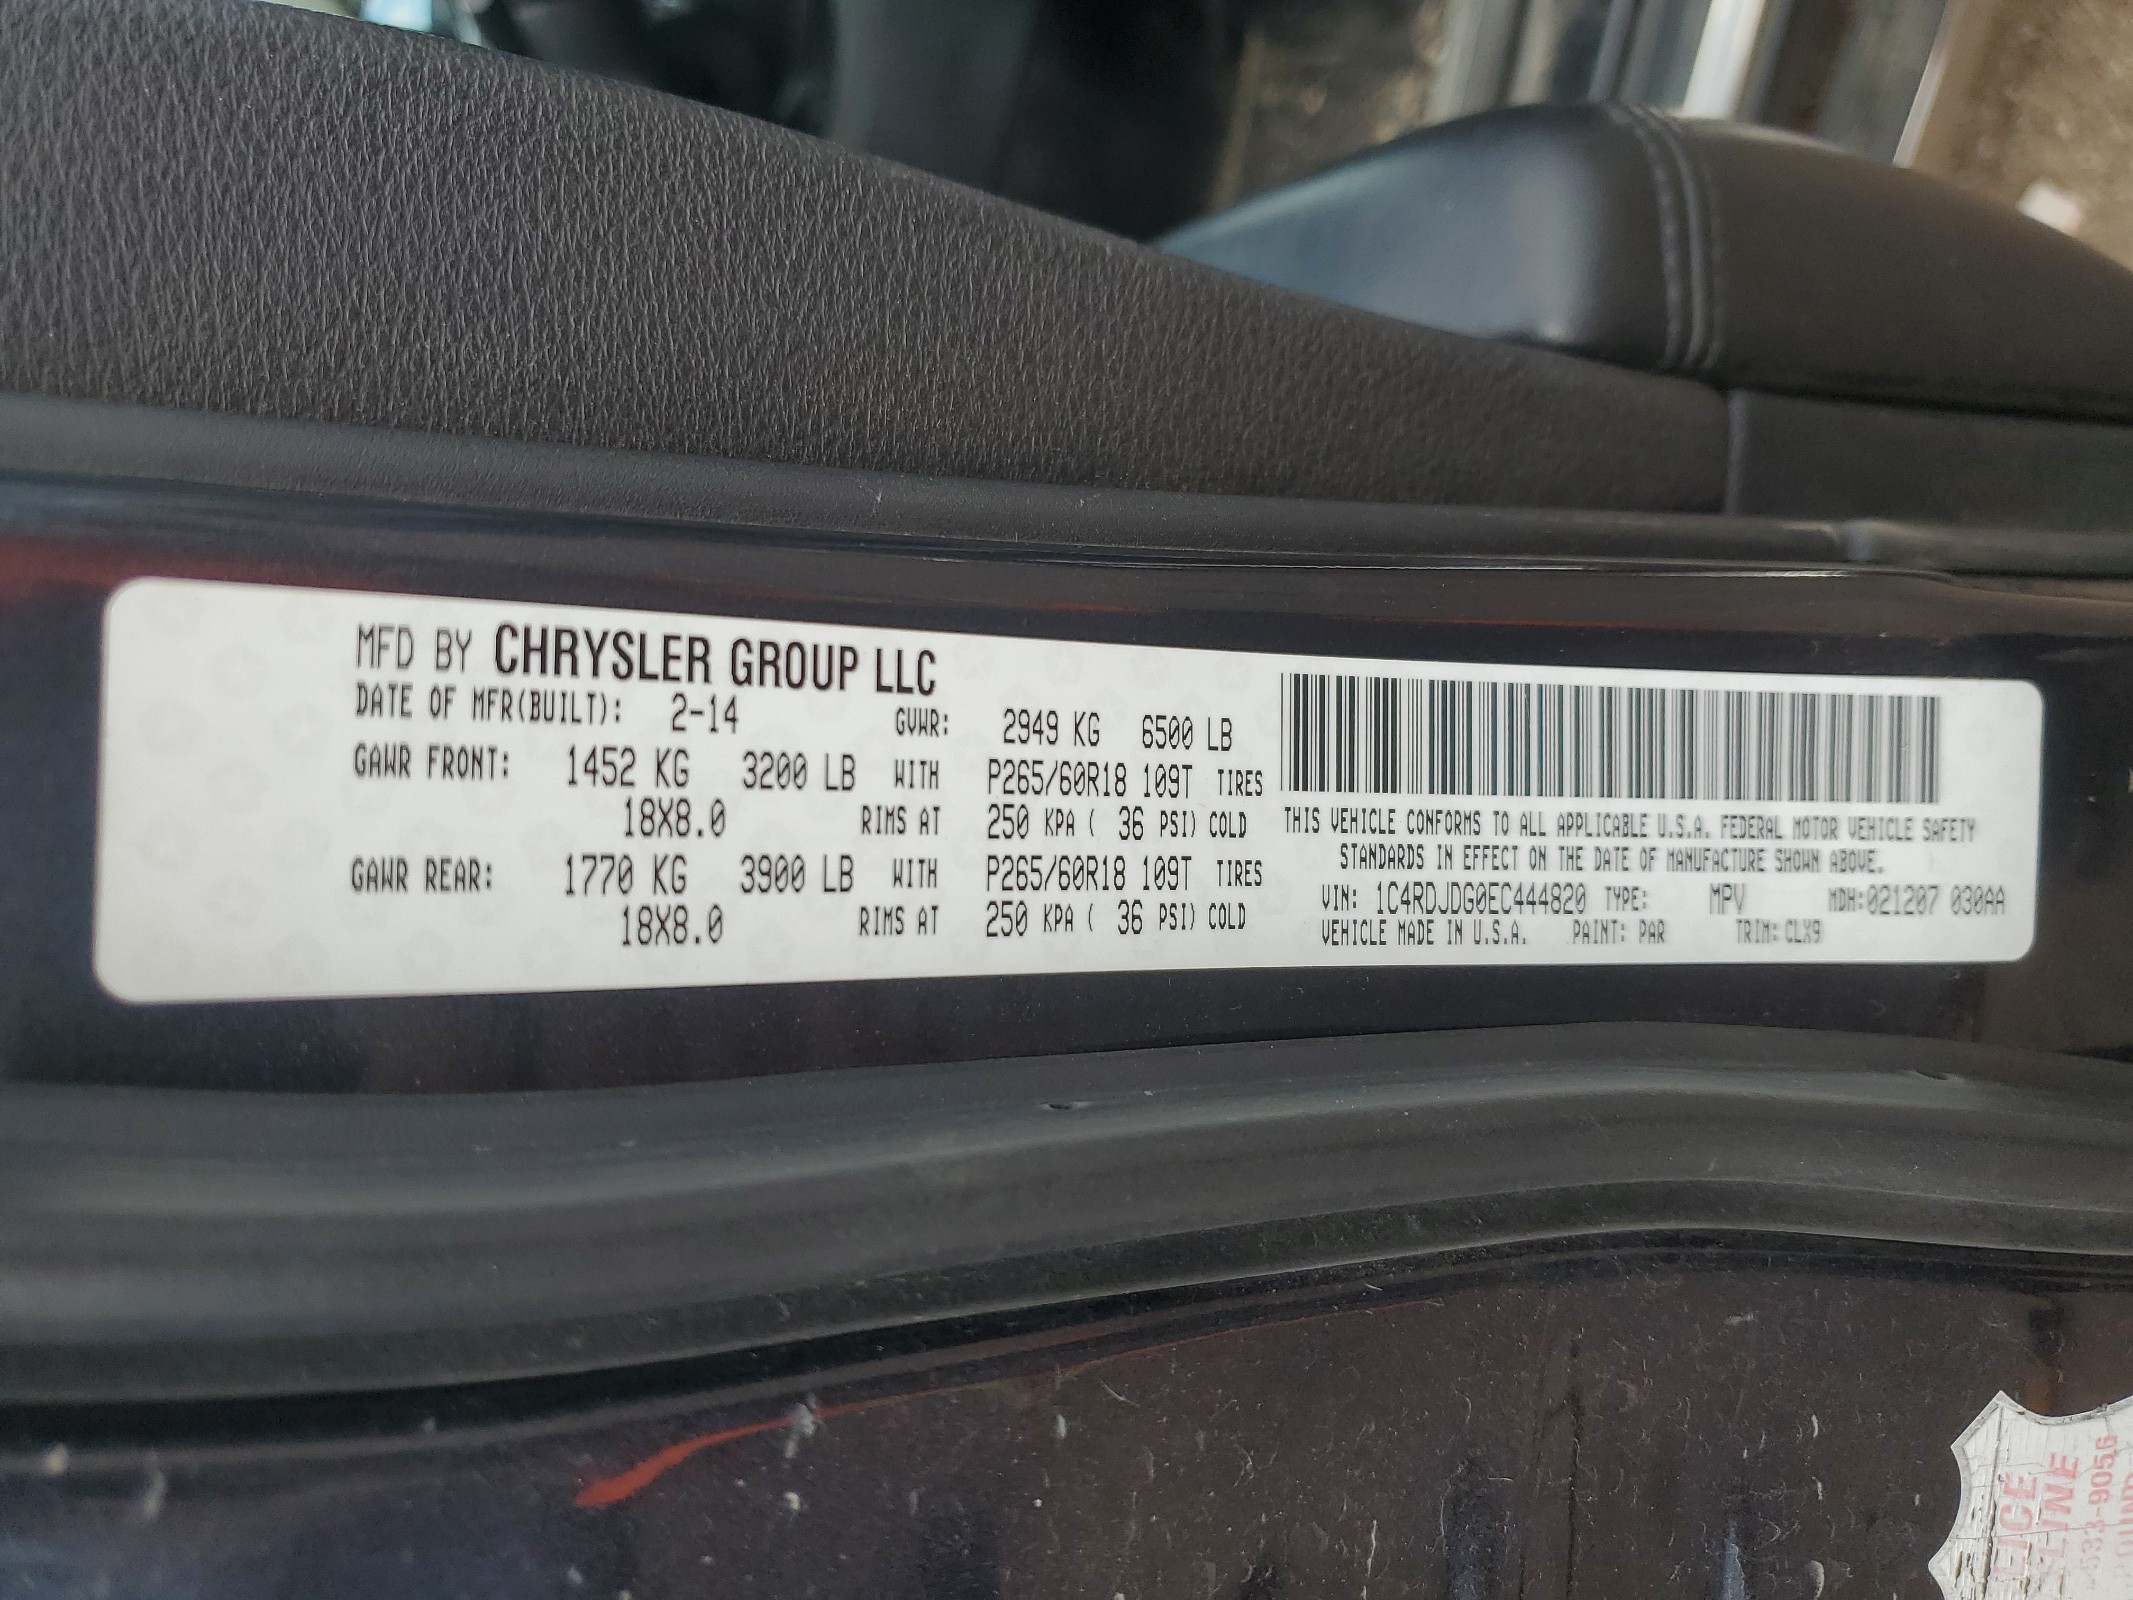 MFD BY CHRYSLER GROUP LLC
DATE OF MFR(BUILT): 2-14 GVWR: 2949 KG 6500 LB
GAWR FRONT: 1452 KG 3200 LB WITH P265/60R18 109T TIRES
18X8.0 RIMS AT 250 KPA ( 36 PSI) COLD
GAWR REAR: 1770 KG 3900 LB WITH P265/60R18 109T TIRES
18X8.0 RIMS AT 250 KPA ( 36 PSI) COLD
THIS VEHICLE CONFORMS TO ALL APPLICABLE U.S.A. FEDERAL MOTOR VEHICLE SAFETY
STANDARDS IN EFFECT ON THE DATE OF MANUFACTURE SHOWN ABOVE.
VIN: 1C4RDJDG0EC444820 TYPE: MPV MDH:021207 030AA
VEHICLE MADE IN U.S.A. PAINT: PAR TRIM: CLX9
533-9056